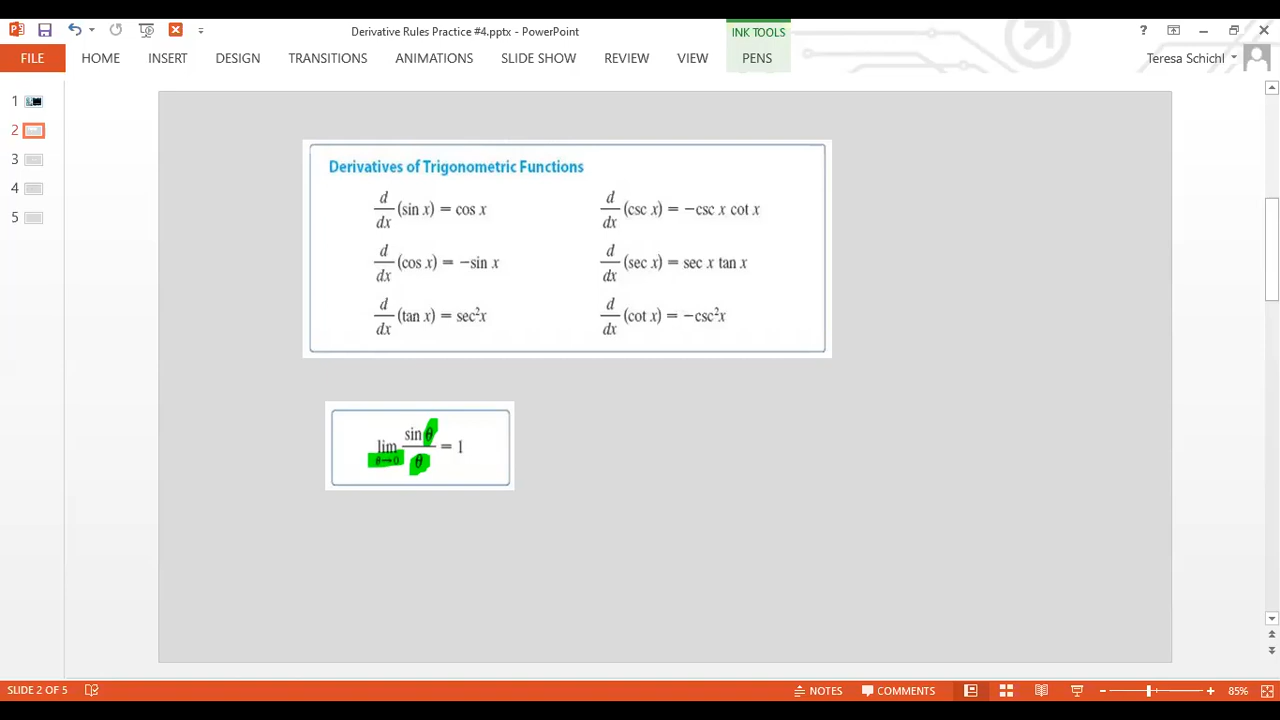 Derivative Rules Practice #4.pptx - PowerPoint
INK TOOLS
?
FILE HOME INSERT DESIGN TRANSITIONS ANIMATIONS SLIDE SHOW REVIEW VIEW PENS Teresa Schichl
1
2
3
4
5
Derivatives of Trigonometric Functions
d/dx (sin x) = cos x
d/dx (csc x) = −csc x cot x
d/dx (cos x) = −sin x
d/dx (sec x) = sec x tan x
d/dx (tan x) = sec²x
d/dx (cot x) = −csc²x
lim θ→0 sin θ/θ = 1
SLIDE 2 OF 5 NOTES COMMENTS 85%